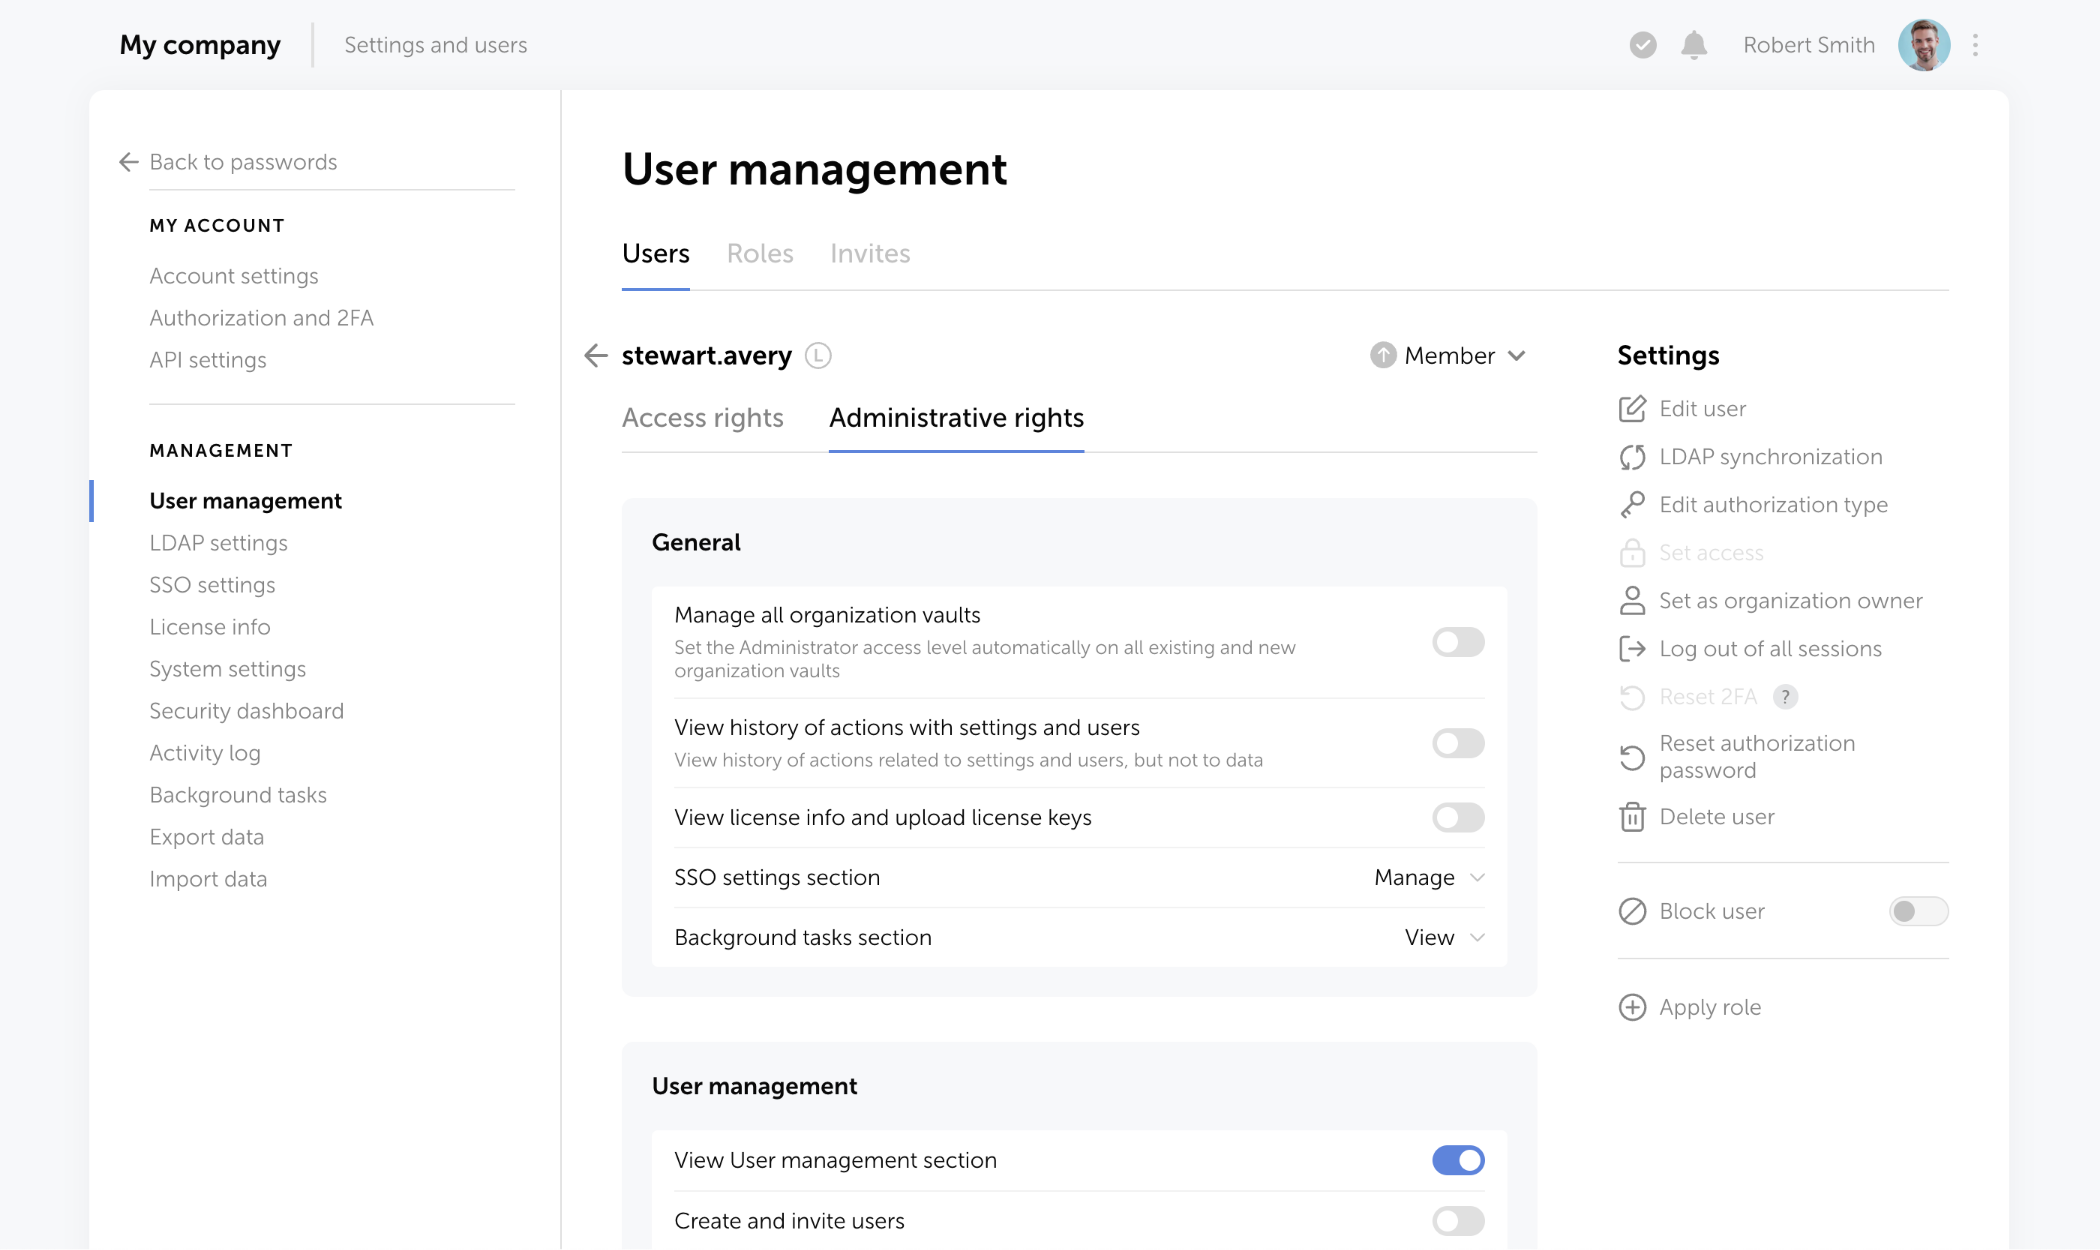 My company
Settings and users
Robert Smith
Back to passwords
MY ACCOUNT
Account settings
Authorization and 2FA
API settings
MANAGEMENT
User management
LDAP settings
SSO settings
License info
System settings
Security dashboard
Activity log
Background tasks
Export data
Import data
User management
Users
Roles
Invites
stewart.avery
L
Member
Access rights
Administrative rights
General
Manage all organization vaults
Set the Administrator access level automatically on all existing and new
organization vaults
View history of actions with settings and users
View history of actions related to settings and users, but not to data
View license info and upload license keys
SSO settings section
Manage
Background tasks section
View
User management
View User management section
Create and invite users
Settings
Edit user
LDAP synchronization
Edit authorization type
Set access
Set as organization owner
Log out of all sessions
Reset 2FA
?
Reset authorization
password
Delete user
Block user
Apply role